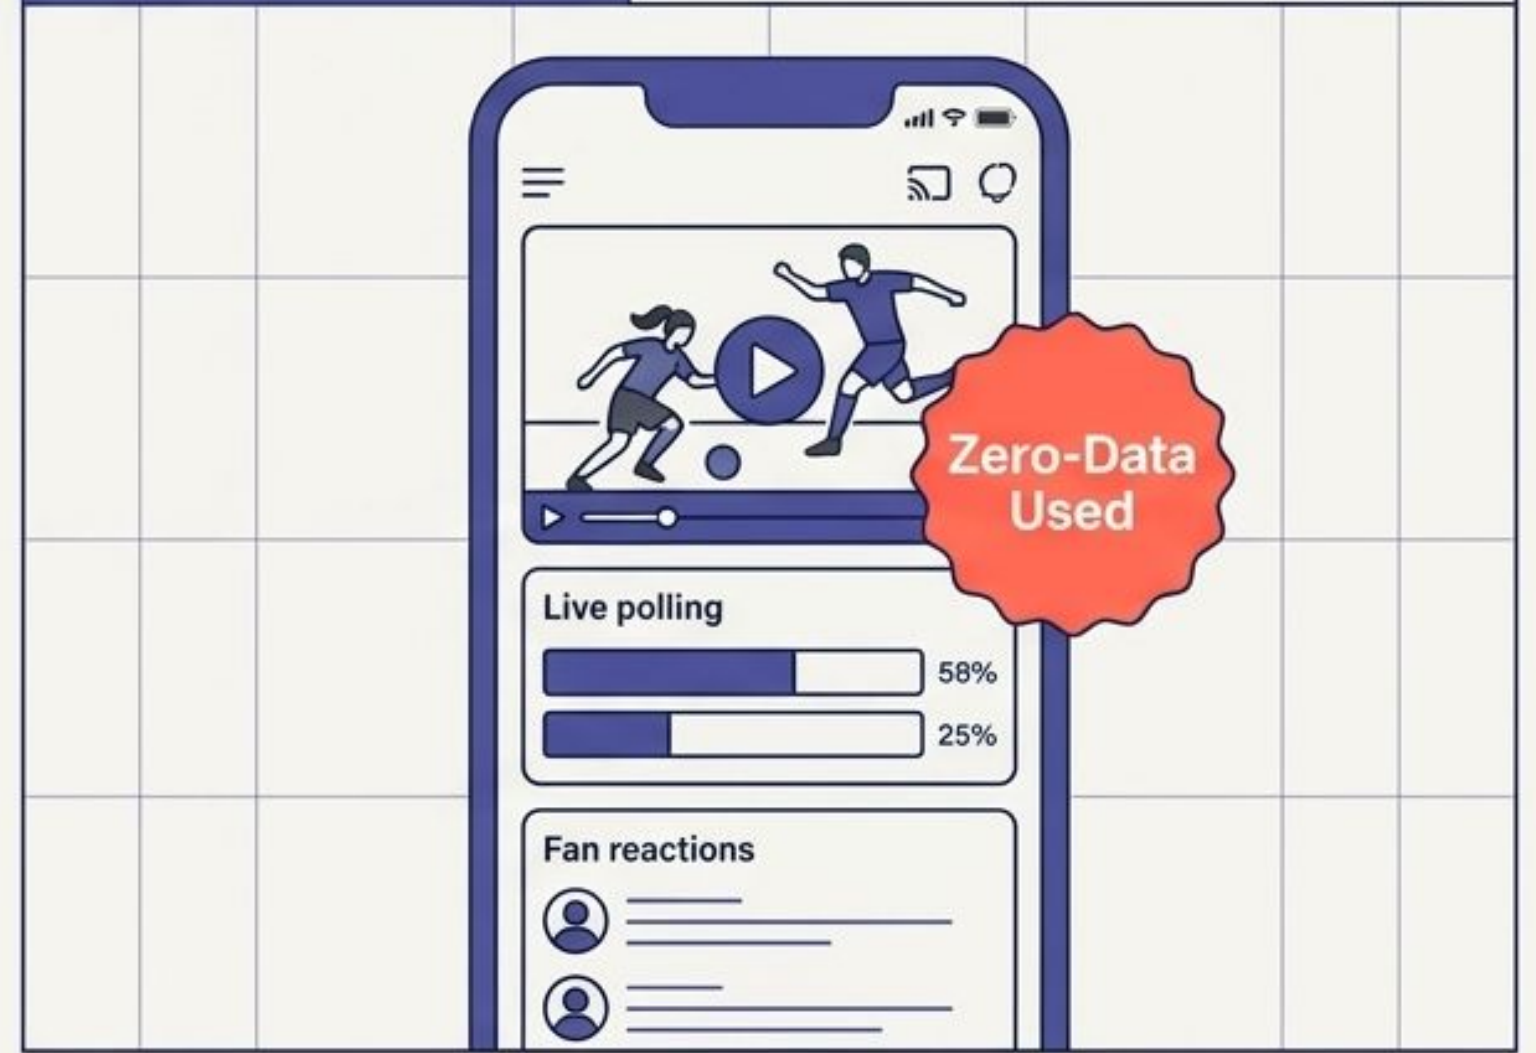 Zero-Data
Used
Live polling
58%
25%
Fan reactions